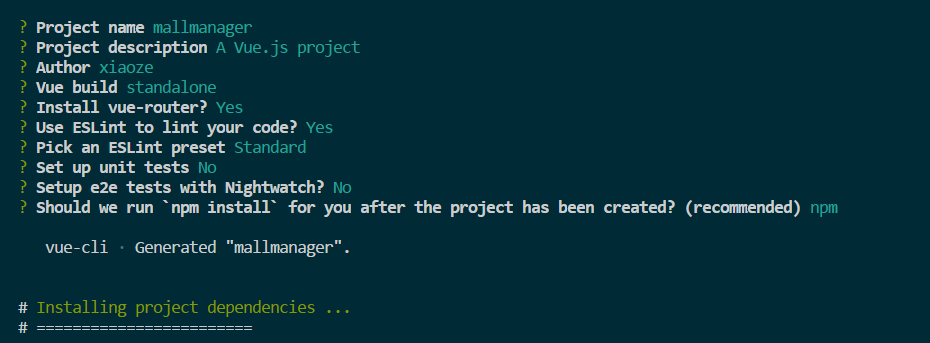 ? Project name mallmanager
? Project description A Vue.js project
? Author xiaoze
? Vue build standalone
? Install vue-router? Yes
? Use ESLint to lint your code? Yes
? Pick an ESLint preset Standard
? Set up unit tests No
? Setup e2e tests with Nightwatch? No
? Should we run `npm install` for you after the project has been created? (recommended) npm
vue-cli · Generated "mallmanager".
# Installing project dependencies ...
# ========================